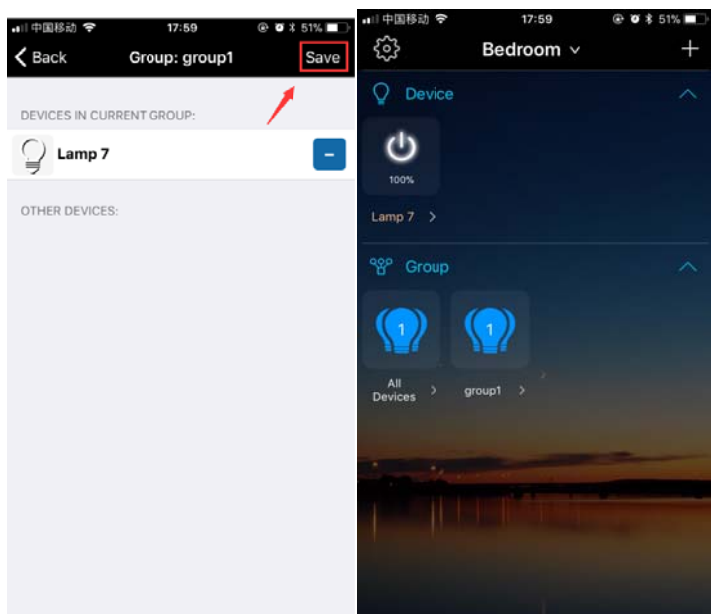 中国移动 17:59 51%
Back Group: group1 Save
DEVICES IN CURRENT GROUP:
Lamp 7
OTHER DEVICES:
中国移动 17:59 51%
Bedroom
Device
100%
Lamp 7
Group
1 1
All
Devices
group1